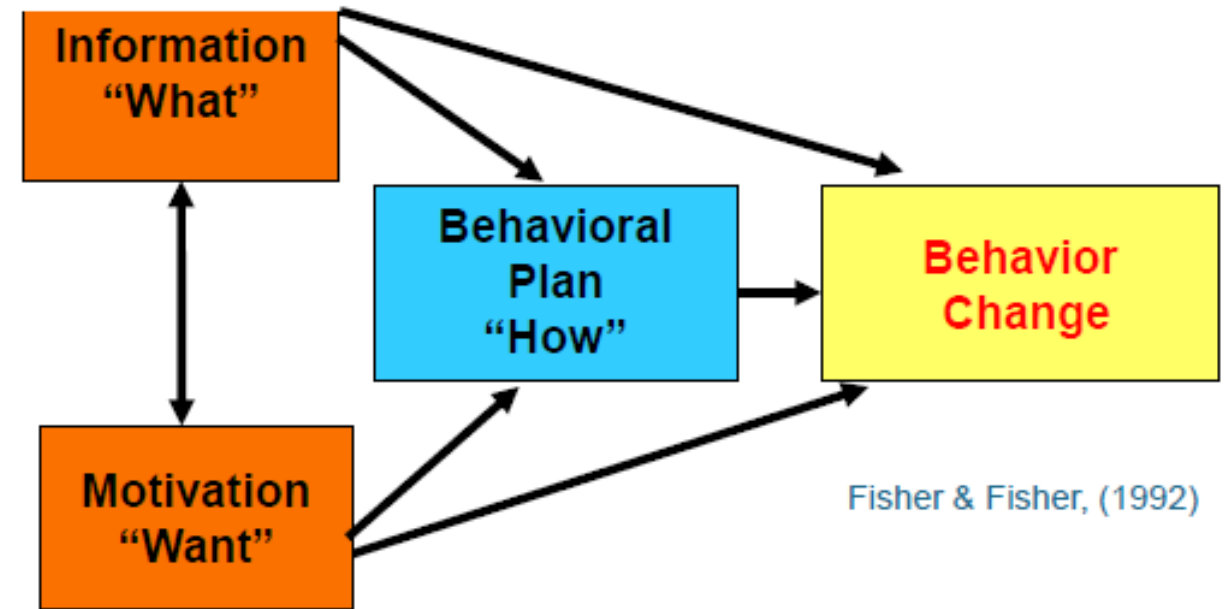 Information
“What”
Behavioral
Plan
“How”
Behavior
Change
Motivation
“Want”
Fisher & Fisher, (1992)